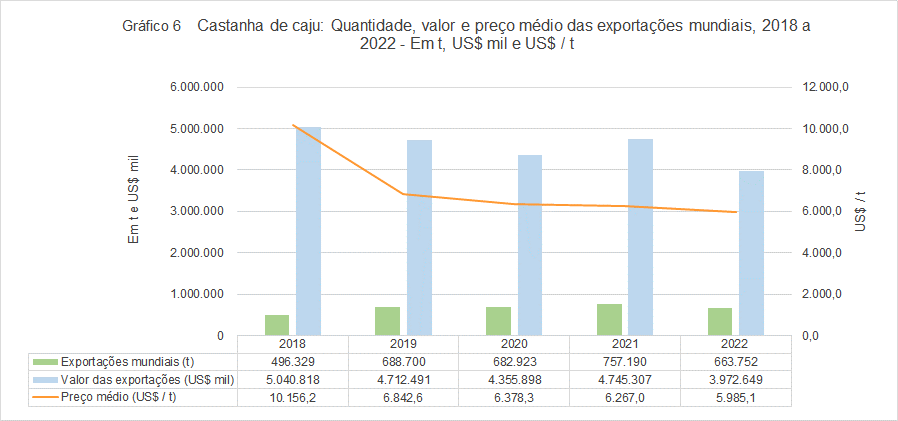 Gráfico 6 Castanha de caju: Quantidade, valor e preço médio das exportações mundiais, 2018 a
2022 - Em t, US$ mil e US$ / t
6.000.000
5.000.000
4.000.000
3.000.000
2.000.000
1.000.000
0
Em t e US$ mil
12.000,0
10.000,0
8.000,0
6.000,0
4.000,0
2.000,0
0,0
US$ / t
2018 2019 2020 2021 2022
Exportações mundiais (t) 496.329 688.700 682.923 757.190 663.752
Valor das exportações (US$ mil) 5.040.818 4.712.491 4.355.898 4.745.307 3.972.649
Preço médio (US$ / t) 10.156,2 6.842,6 6.378,3 6.267,0 5.985,1